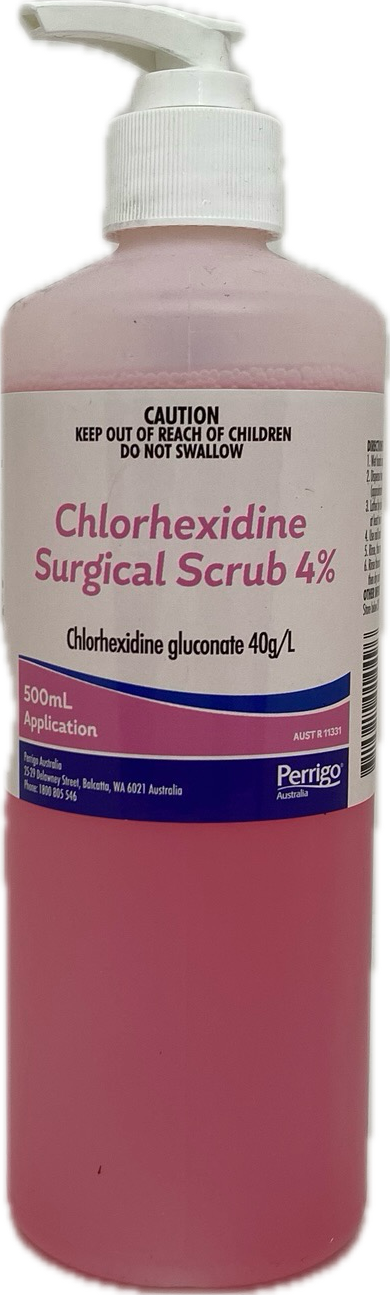 CAUTION
KEEP OUT OF REACH OF CHILDREN
DO NOT SWALLOW
Chlorhexidine
Surgical Scrub 4%
Chlorhexidine gluconate 40g/L
500mL
Application
AUST R 11331
Perrigo Australia
25-29 Delawney Street, Balcatta, WA 6021 Australia
Phone: 1800 805 546
Perrigo
Australia